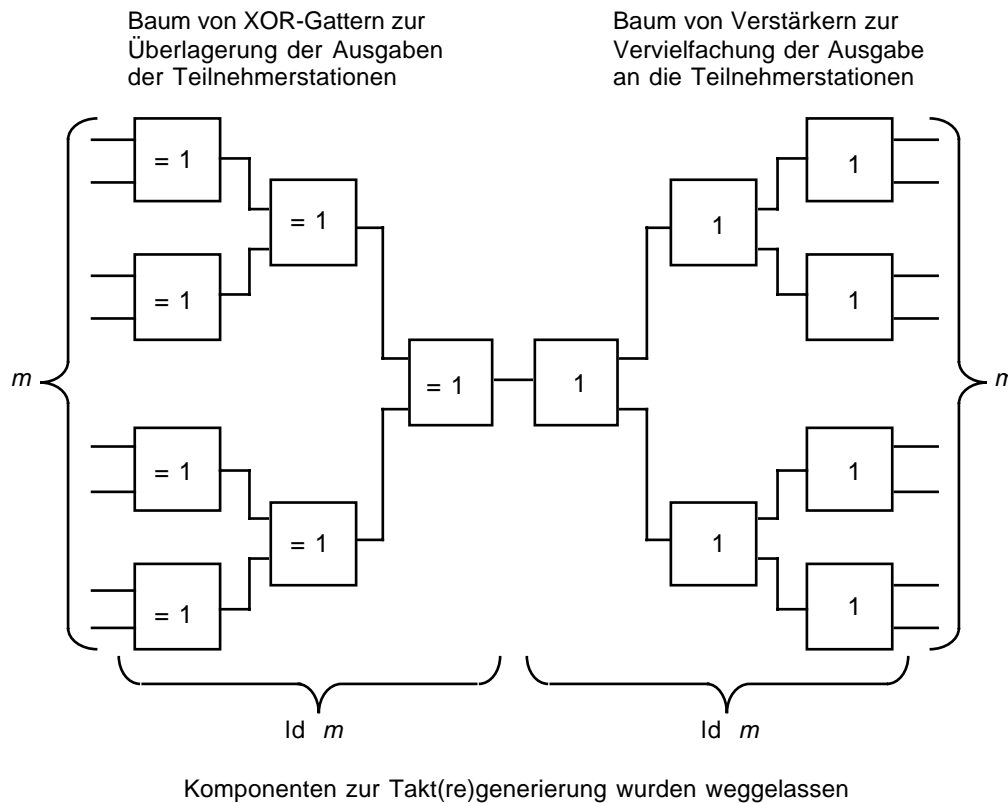 Baum von XOR-Gattern zur
Überlagerung der Ausgaben
der Teilnehmerstationen
Baum von Verstärkern zur
Vervielfachung der Ausgabe
an die Teilnehmerstationen
= 1
1
= 1
1
= 1
1
m
= 1
1
m
= 1
1
= 1
1
= 1
1
ld m
ld m
Komponenten zur Takt(re)generierung wurden weggelassen